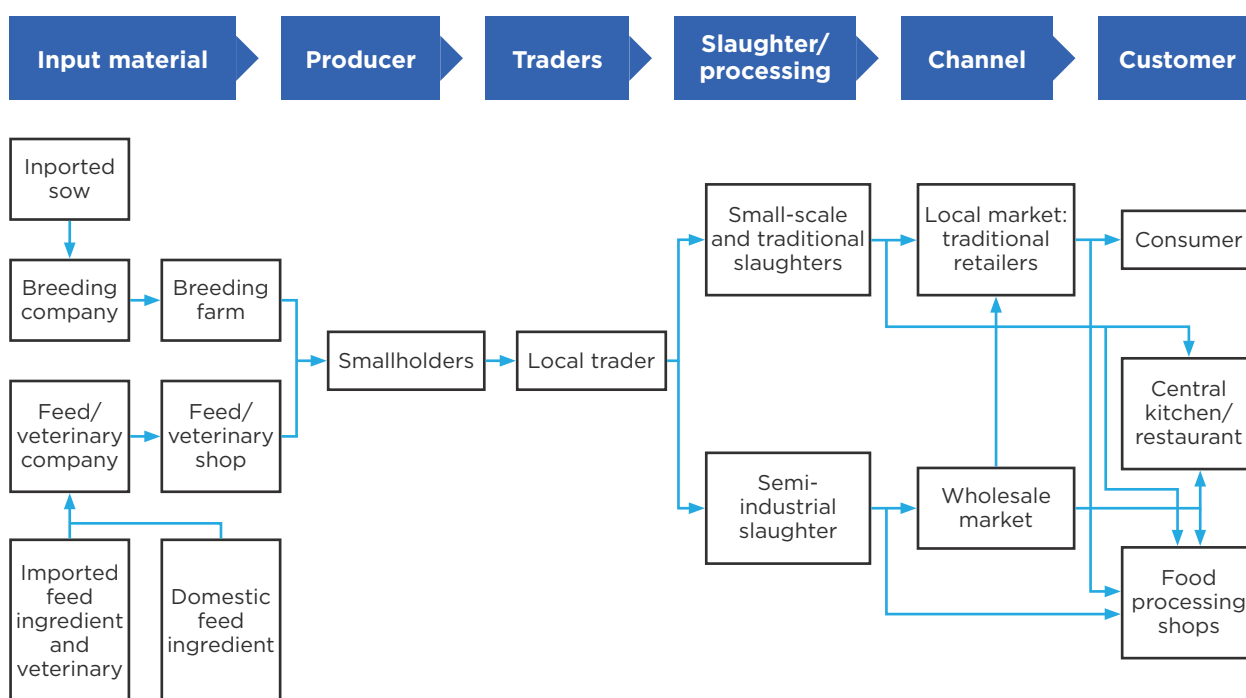 Input material
Producer
Traders
Slaughter/
processing
Channel
Customer
Inported
sow
Breeding
company
Breeding
farm
Feed/
veterinary
company
Feed/
veterinary
shop
Imported
feed
ingredient
and
veterinary
Domestic
feed
ingredient
Smallholders
Local trader
Small-scale
and traditional
slaughters
Semi-
industrial
slaughter
Local market:
traditional
retailers
Wholesale
market
Consumer
Central
kitchen/
restaurant
Food
processing
shops